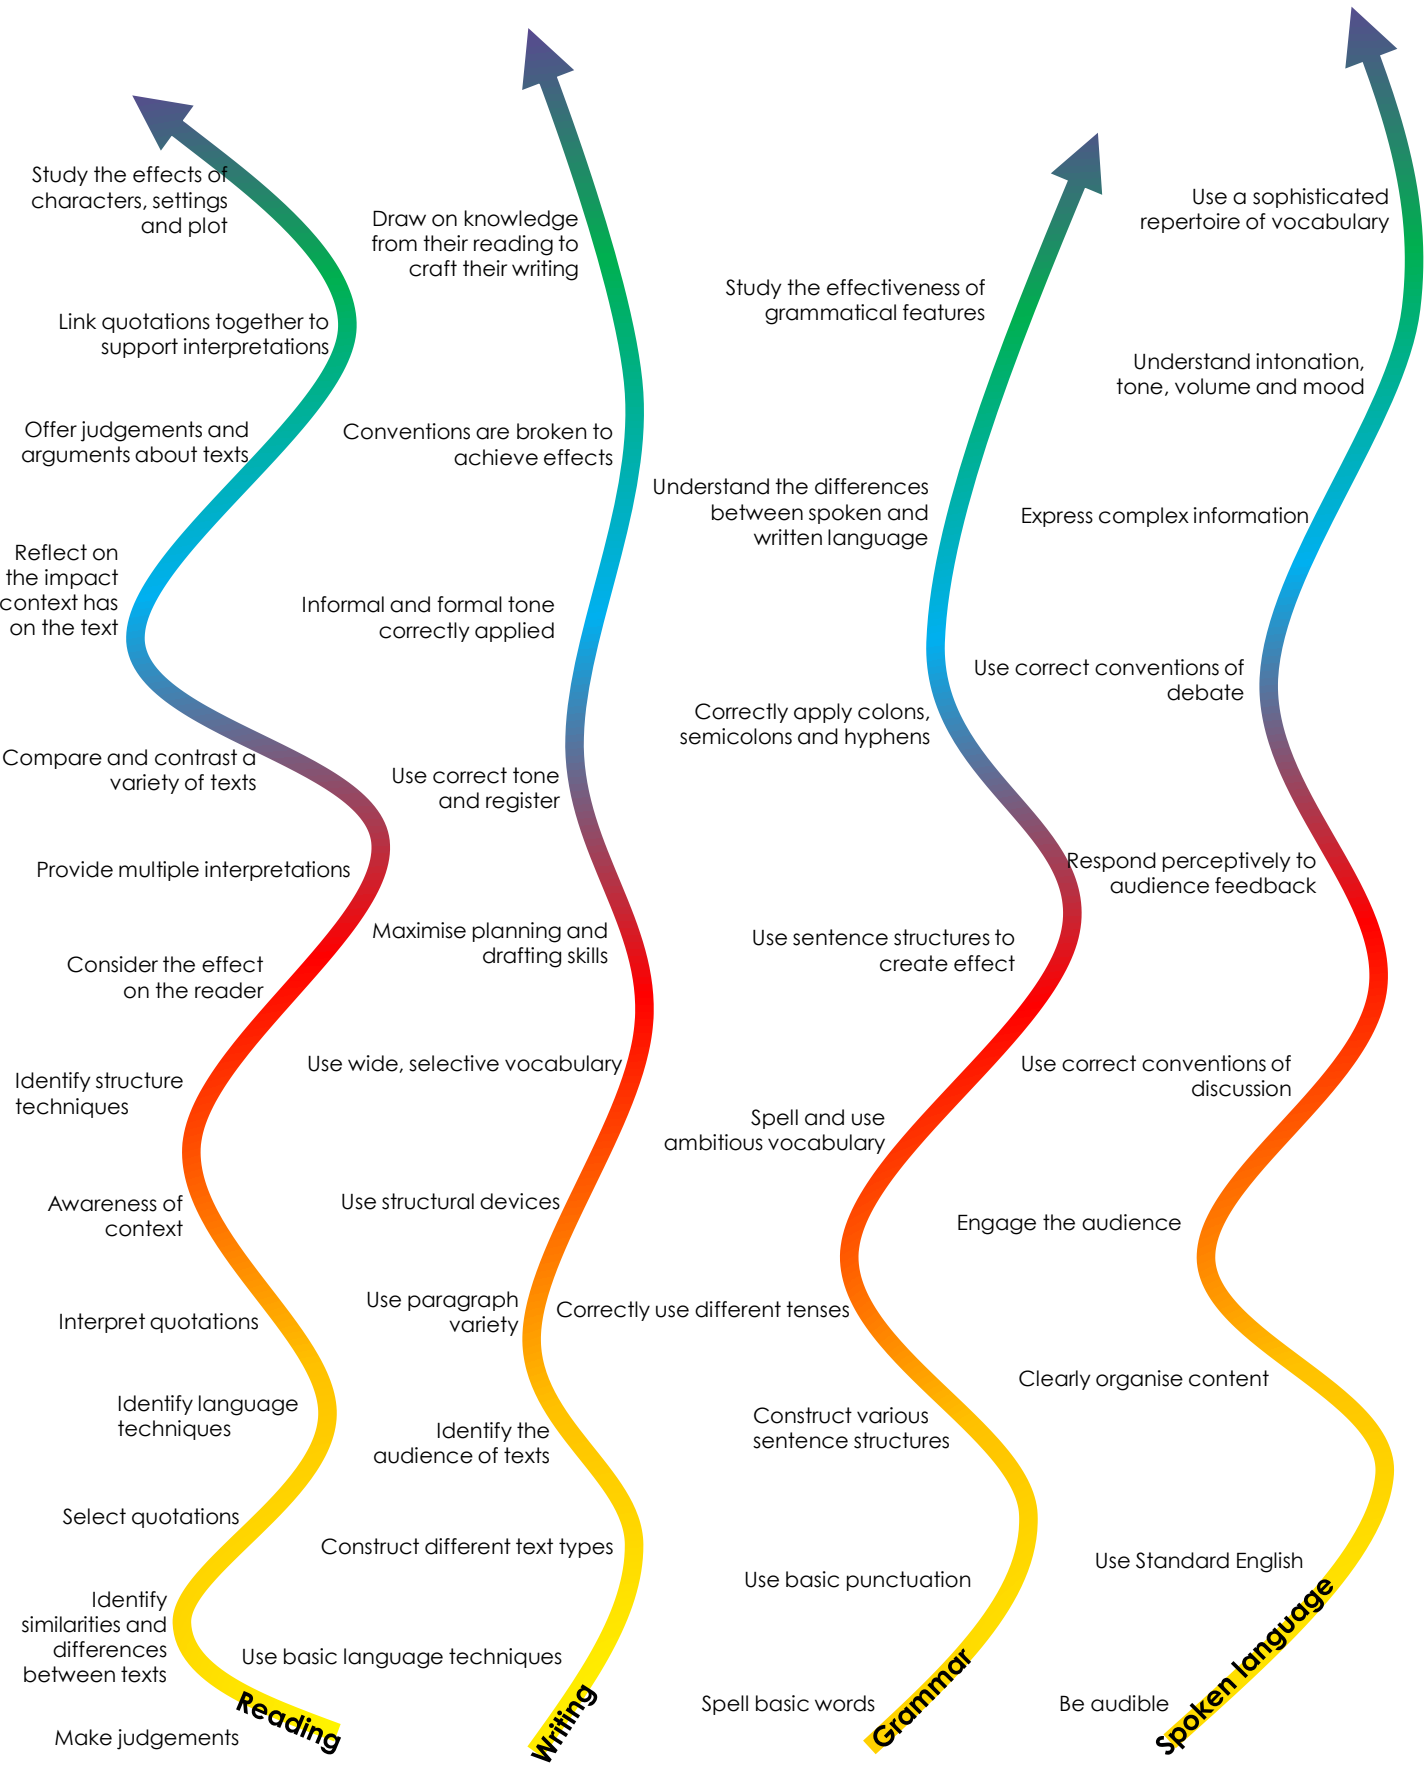 Study the effects of
characters, settings
and plot
Link quotations together to
support interpretations
Offer judgements and
arguments about texts
Reflect on
the impact
context has
on the text
Compare and contrast a
variety of texts
Provide multiple interpretations
Consider the effect
on the reader
Identify structure
techniques
Awareness of
context
Interpret quotations
Identify language
techniques
Select quotations
Identify
similarities and
differences
between texts
Make judgements
Reading
Draw on knowledge
from their reading to
craft their writing
Conventions are broken to
achieve effects
Informal and formal tone
correctly applied
Use correct tone
and register
Maximise planning and
drafting skills
Use wide, selective vocabulary
Use structural devices
Use paragraph
variety
Identify the
audience of texts
Construct different text types
Use basic language techniques
Writing
Study the effectiveness of
grammatical features
Understand the differences
between spoken and
written language
Correctly apply colons,
semicolons and hyphens
Use sentence structures to
create effect
Spell and use
ambitious vocabulary
Correctly use different tenses
Construct various
sentence structures
Use basic punctuation
Spell basic words
Grammar
Use a sophisticated
repertoire of vocabulary
Understand intonation,
tone, volume and mood
Express complex information
Use correct conventions of
debate
Respond perceptively to
audience feedback
Use correct conventions of
discussion
Engage the audience
Clearly organise content
Use Standard English
Be audible
Spoken language